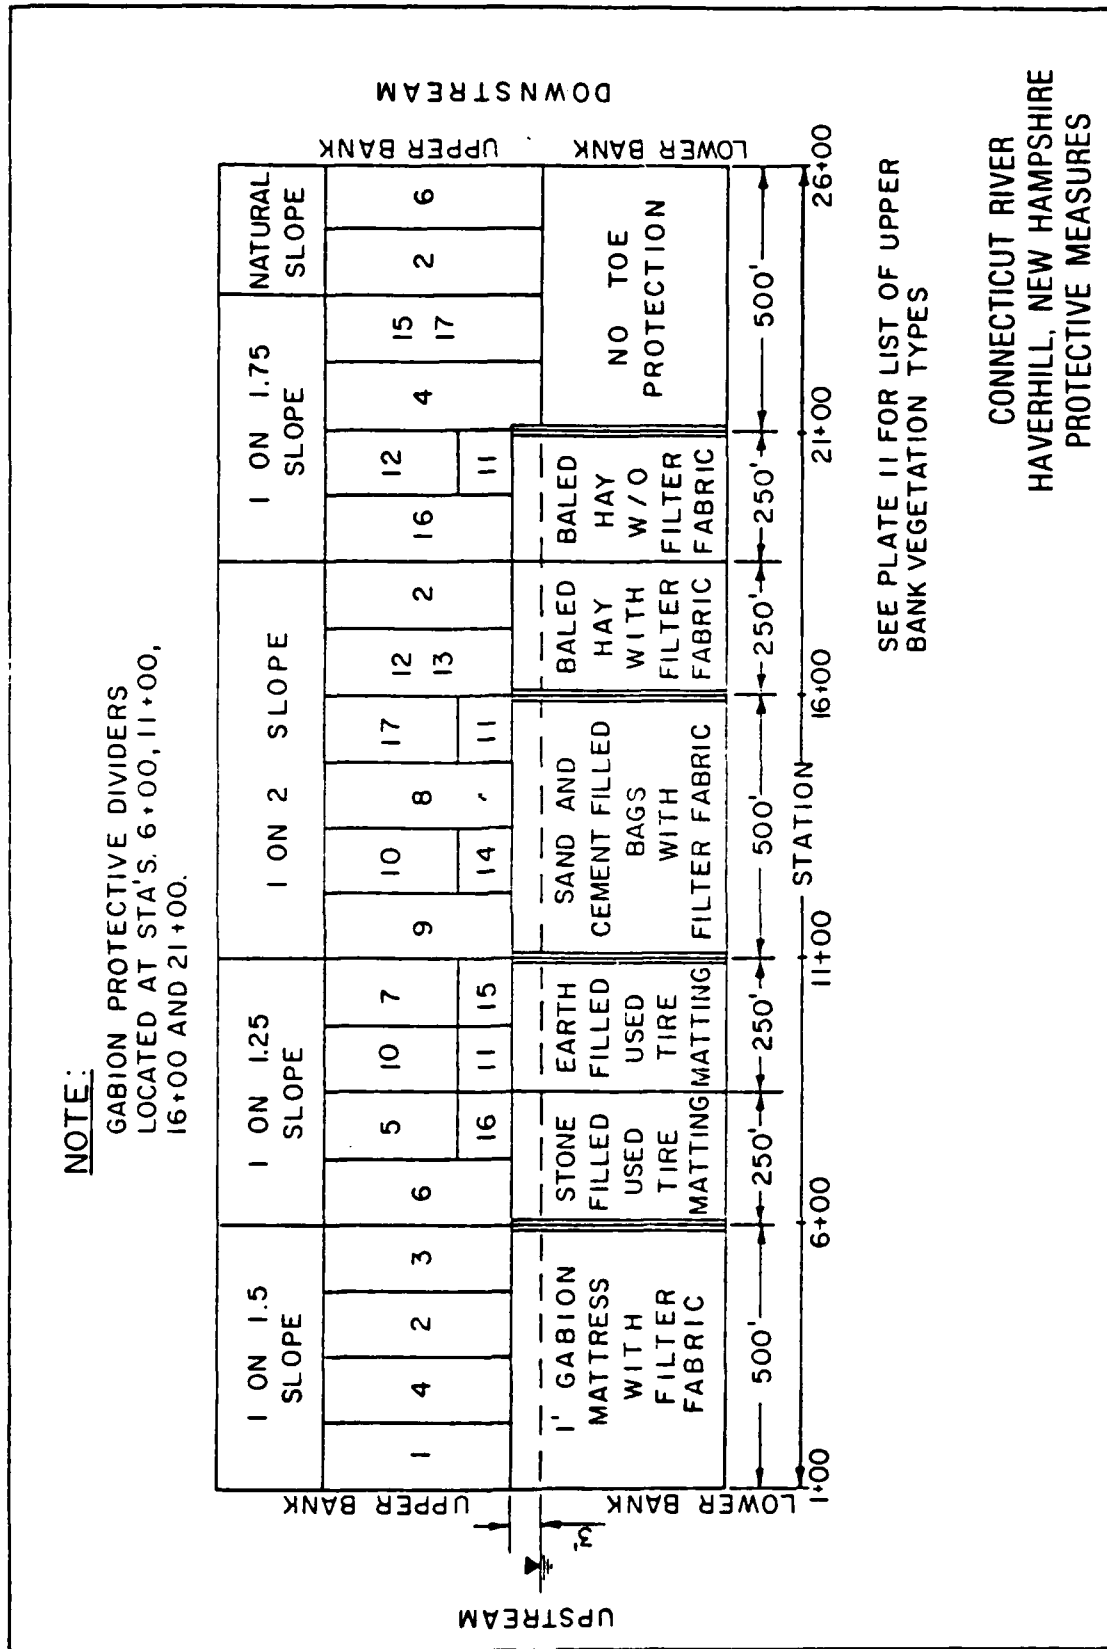 NOTE:
GABION PROTECTIVE DIVIDERS
LOCATED AT STA'S. 6+00, 11+00,
16+00 AND 21+00.
1 ON 1.5
SLOPE
1 ON 1.25
SLOPE
1 ON 2 SLOPE
1 ON 1.75
SLOPE
NATURAL
SLOPE
UPSTREAM
UPPER BANK
LOWER BANK
3'
1
4
2
3
6
5
16
10
11
7
15
9
10
14
8
17
11
12
13
2
16
12
11
4
15
17
2
6
UPPER BANK
LOWER BANK
DOWNSTREAM
1' GABION
MATTRESS
WITH
FILTER
FABRIC
STONE
FILLED
USED
TIRE
MATTING
EARTH
FILLED
USED
TIRE
MATTING
SAND AND
CEMENT FILLED
BAGS
WITH
FILTER FABRIC
BALED
HAY
WITH
FILTER
FABRIC
BALED
HAY
W/O
FILTER
FABRIC
NO TOE
PROTECTION
500'
250'
250'
500'
250'
250'
500'
1+00
6+00
11+00
STATION
16+00
21+00
26+00
SEE PLATE 11 FOR LIST OF UPPER
BANK VEGETATION TYPES
CONNECTICUT RIVER
HAVERHILL, NEW HAMPSHIRE
PROTECTIVE MEASURES